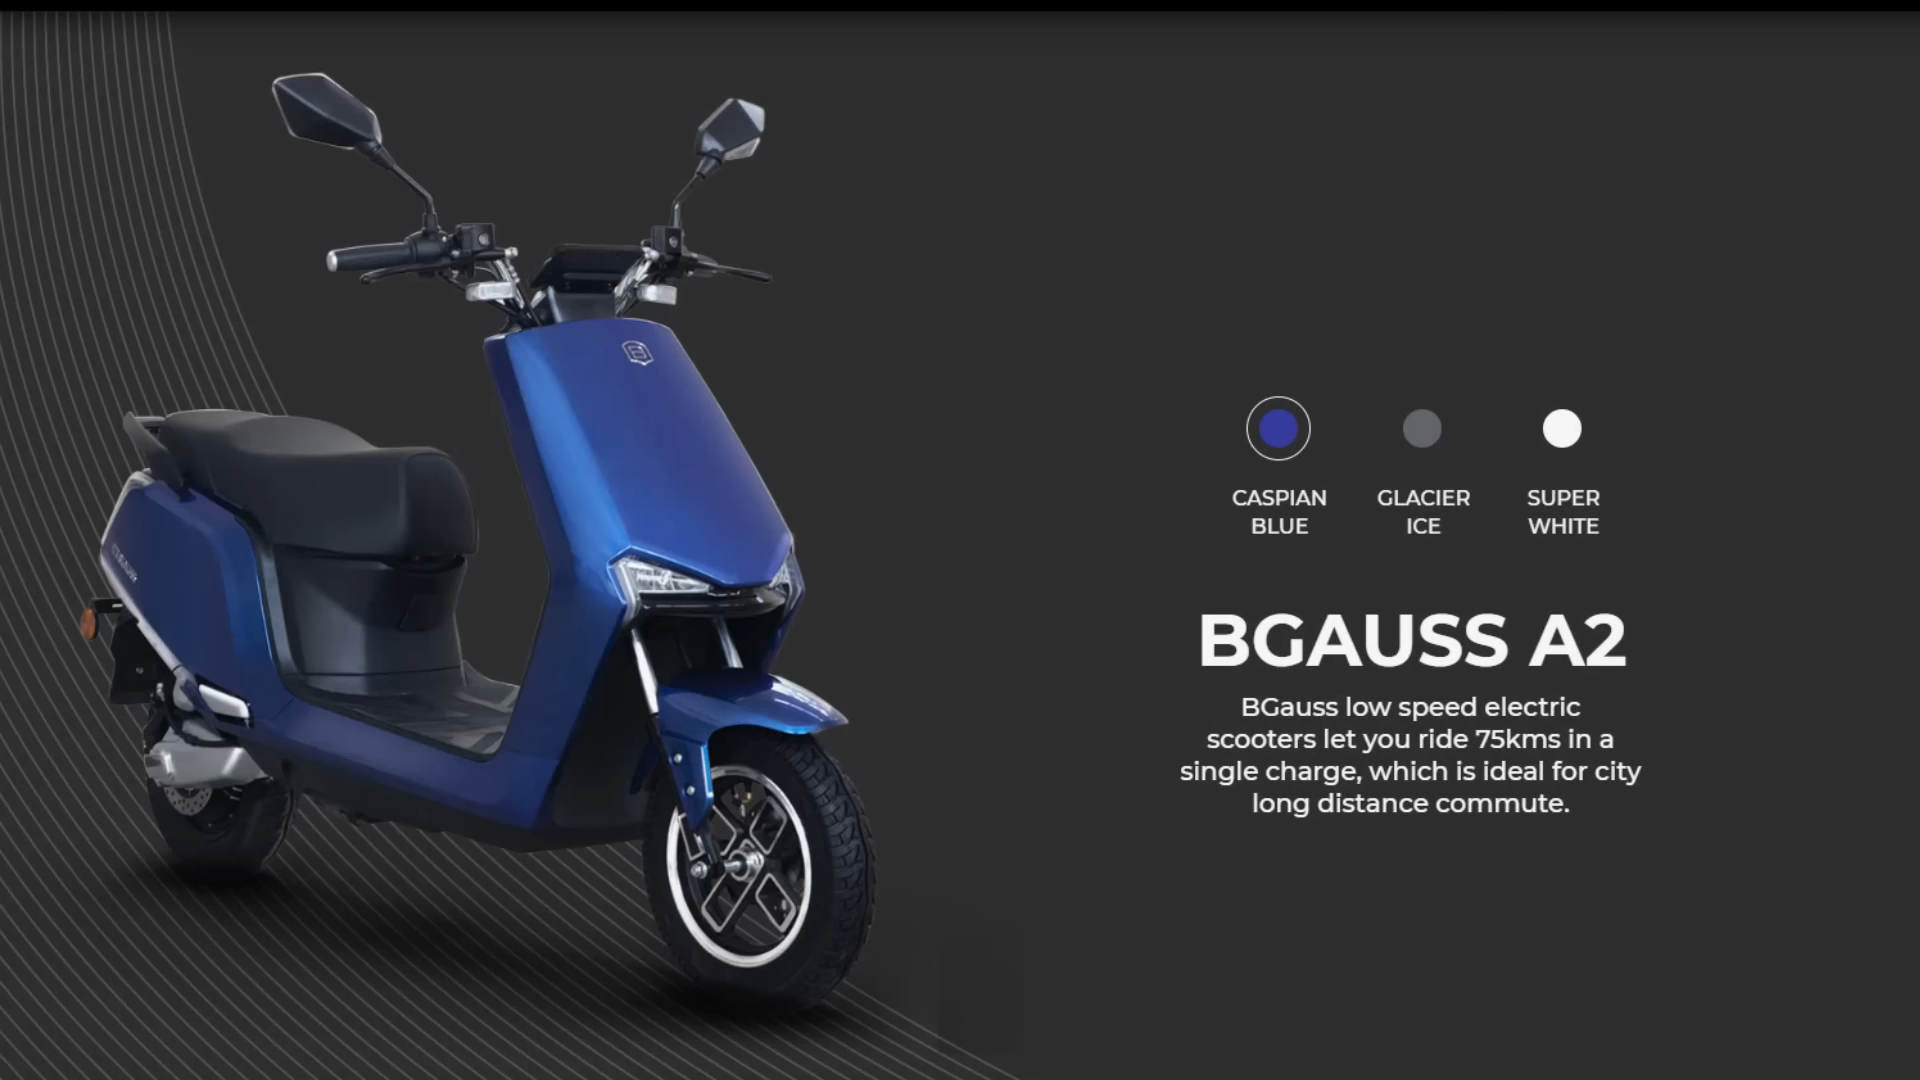 CASPIAN
BLUE
GLACIER
ICE
SUPER
WHITE
BGAUSS A2
BGauss low speed electric
scooters let you ride 75kms in a
single charge, which is ideal for city
long distance commute.